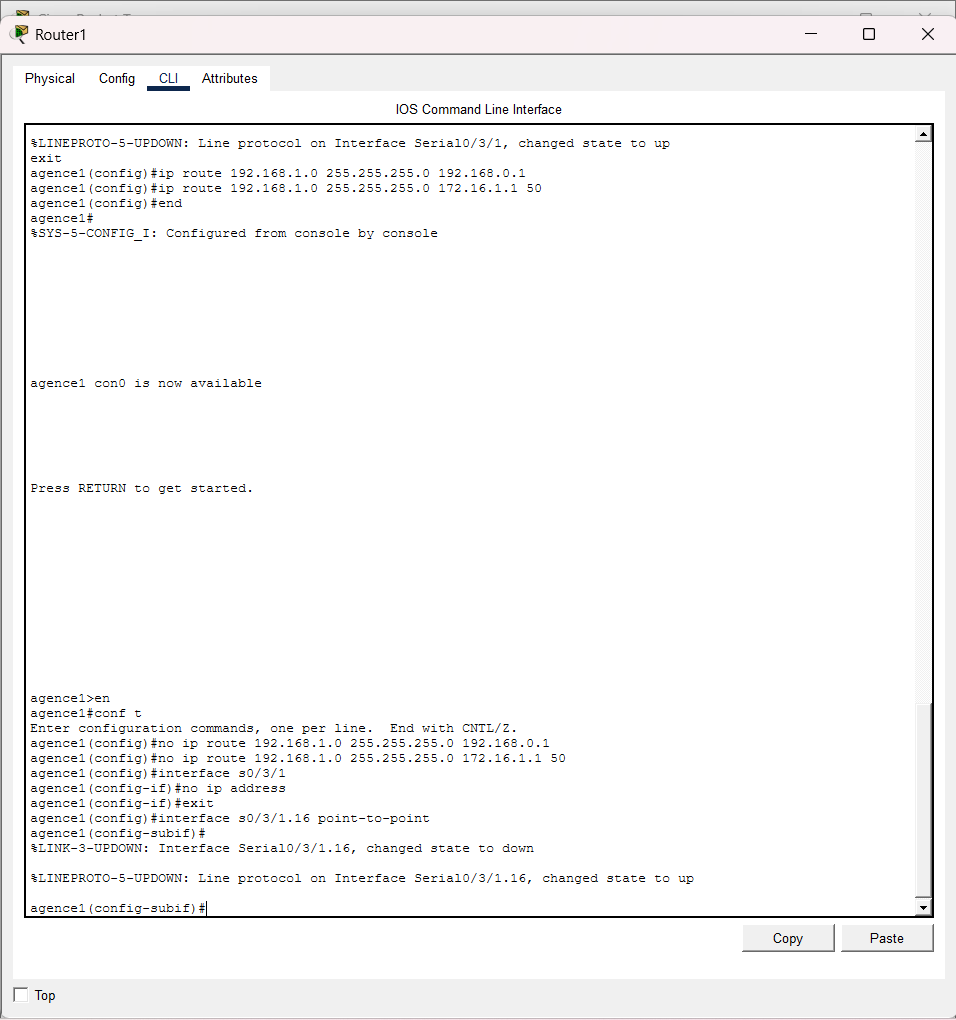 Router1
Physical Config CLI Attributes
IOS Command Line Interface
%LINEPROTO-5-UPDOWN: Line protocol on Interface Serial0/3/1, changed state to up
exit
agence1(config)#ip route 192.168.1.0 255.255.255.0 192.168.0.1
agence1(config)#ip route 192.168.1.0 255.255.255.0 172.16.1.1 50
agence1(config)#end
agence1#
%SYS-5-CONFIG_I: Configured from console by console
agence1 con0 is now available
Press RETURN to get started.
agence1>en
agence1#conf t
Enter configuration commands, one per line.  End with CNTL/Z.
agence1(config)#no ip route 192.168.1.0 255.255.255.0 192.168.0.1
agence1(config)#no ip route 192.168.1.0 255.255.255.0 172.16.1.1 50
agence1(config)#interface s0/3/1
agence1(config-if)#no ip address
agence1(config-if)#exit
agence1(config)#interface s0/3/1.16 point-to-point
agence1(config-subif)#
%LINK-3-UPDOWN: Interface Serial0/3/1.16, changed state to down
%LINEPROTO-5-UPDOWN: Line protocol on Interface Serial0/3/1.16, changed state to up
agence1(config-subif)#
Copy Paste
Top